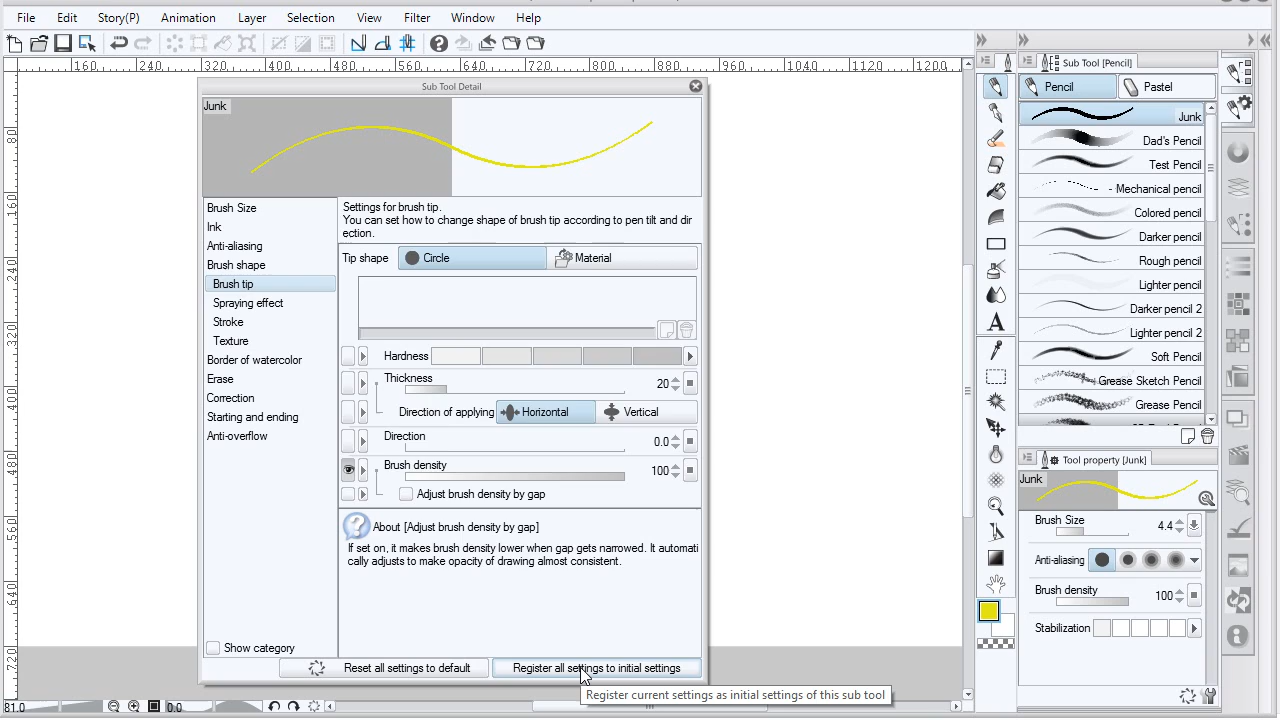 File Edit Story(P) Animation Layer Selection View Filter Window Help
160 240 320 400 480 560 640 720 800 880 960 1040 1120 1200
Sub Tool Detail
Junk
Brush Size
Ink
Anti-aliasing
Brush shape
Brush tip
Spraying effect
Stroke
Texture
Border of watercolor
Erase
Correction
Starting and ending
Anti-overflow
Show category
Settings for brush tip.
You can set how to change shape of brush tip according to pen tilt and dir
ection.
Tip shape Circle Material
Hardness
Thickness 20
Direction of applying Horizontal Vertical
Direction 0.0
Brush density 100
Adjust brush density by gap
About [Adjust brush density by gap]
If set on, it makes brush density lower when gap gets narrowed. It automati
cally adjusts to make opacity of drawing almost consistent.
Reset all settings to default Register all settings to initial settings
Register current settings as initial settings of this sub tool
Sub Tool [Pencil]
Pencil Pastel
Junk
Dad's Pencil
Test Pencil
Mechanical pencil
Colored pencil
Darker pencil
Rough pencil
Lighter pencil
Darker pencil 2
Lighter pencil 2
Soft Pencil
Grease Sketch Pencil
Grease Pencil
Tool property [Junk]
Junk
Brush Size 4.4
Anti-aliasing
Brush density 100
Stabilization
80
160
240
320
400
480
560
640
720
81.0 0.0